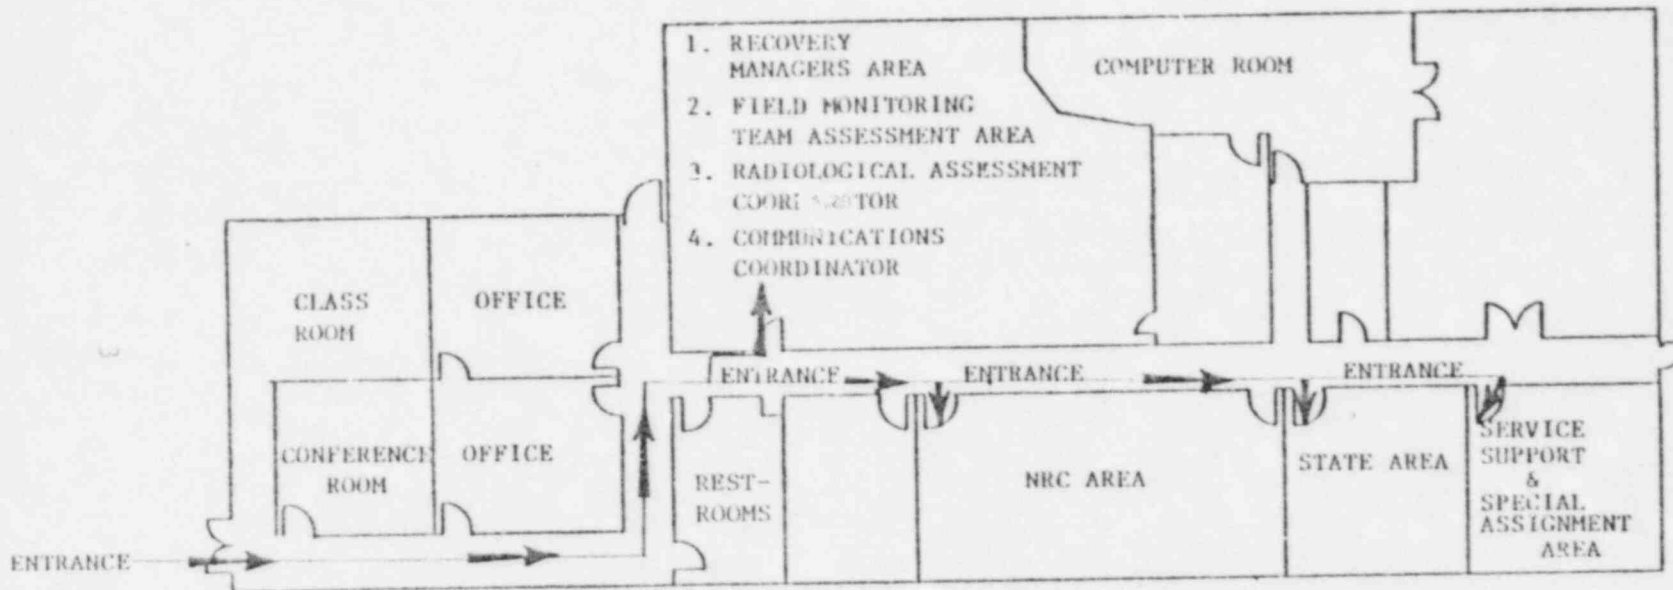 1. RECOVERY
MANAGERS AREA
2. FIELD MONITORING
TEAM ASSESSMENT AREA
3. RADIOLOGICAL ASSESSMENT
4. COMMUNICATIONS
COORDINATOR
COMPUTER ROOM
CLASS
ROOM
OFFICE
ENTRANCE
ENTRANCE
ENTRANCE
CONFERENCE
ROOM
OFFICE
REST-
ROOMS
NRC AREA
STATE AREA
SERVICE
SUPPORT
&
SPECIAL
ASSIGNMENT
AREA
ENTRANCE